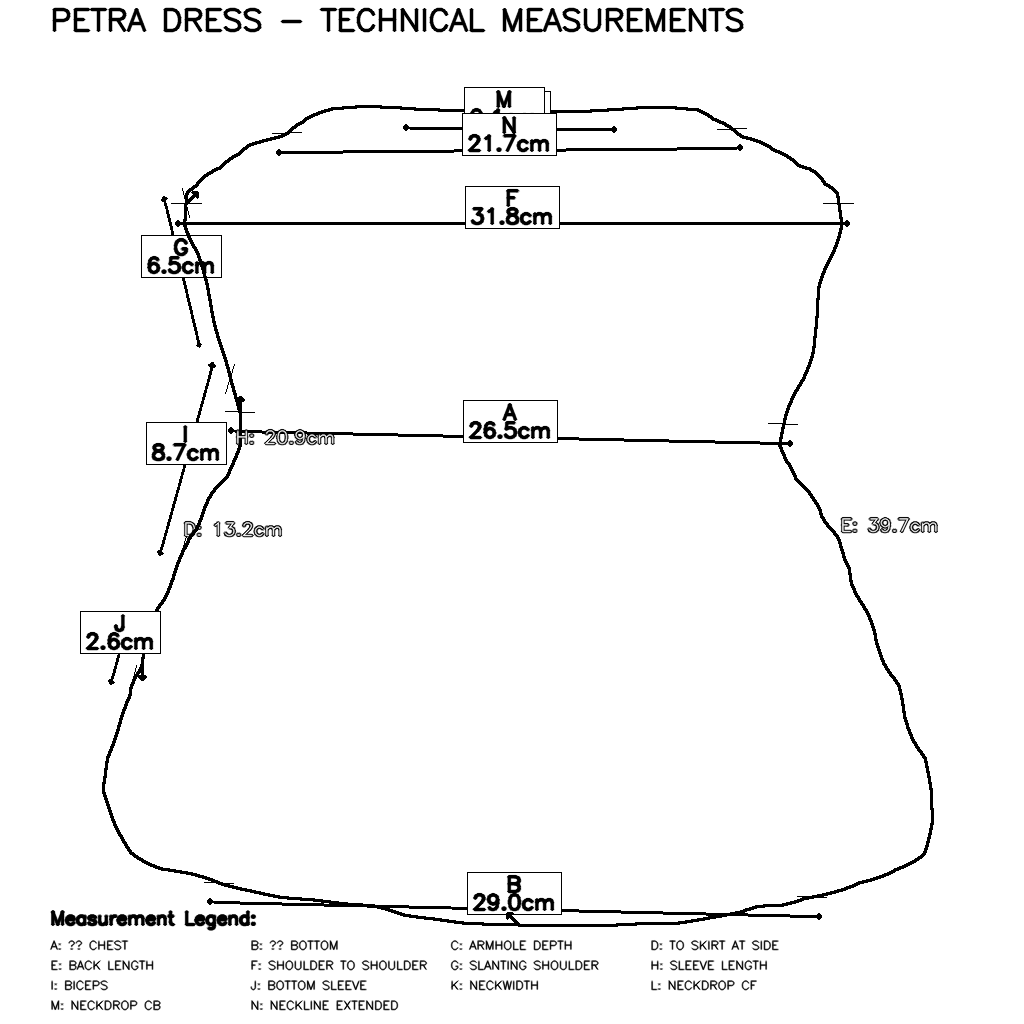 PETRA DRESS - TECHNICAL MEASUREMENTS
M
N
21.7cm
F
31.8cm
G
6.5cm
A
26.5cm
I
8.7cm
H: 20.9cm
D: 13.2cm
E: 39.7cm
J
2.6cm
B
29.0cm
Measurement Legend:
A: ?? CHEST B: ?? BOTTOM C: ARMHOLE DEPTH D: TO SKIRT AT SIDE
E: BACK LENGTH F: SHOULDER TO SHOULDER G: SLANTING SHOULDER H: SLEEVE LENGTH
I: BICEPS J: BOTTOM SLEEVE K: NECKWIDTH L: NECKDROP CF
M: NECKDROP CB N: NECKLINE EXTENDED